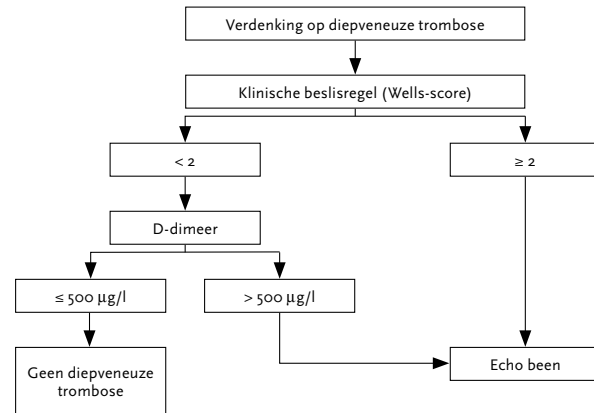 Verdenking op diepveneuze trombose
Klinische beslisregel (Wells-score)
< 2
≥ 2
D-dimeer
≤ 500 µg/l
> 500 µg/l
Geen diepveneuze
trombose
Echo been